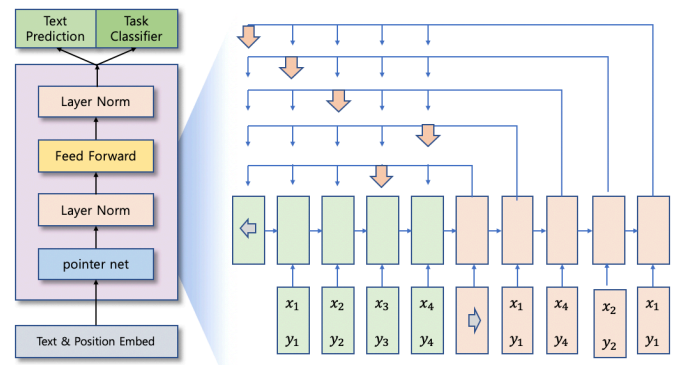 Text
Prediction
Task
Classifier
Layer Norm
Feed Forward
Layer Norm
pointer net
Text & Position Embed
x₁ x₂ x₃ x₄ x₁ x₄ x₂ x₁
y₁ y₂ y₃ y₄ y₁ y₄ y₂ y₁